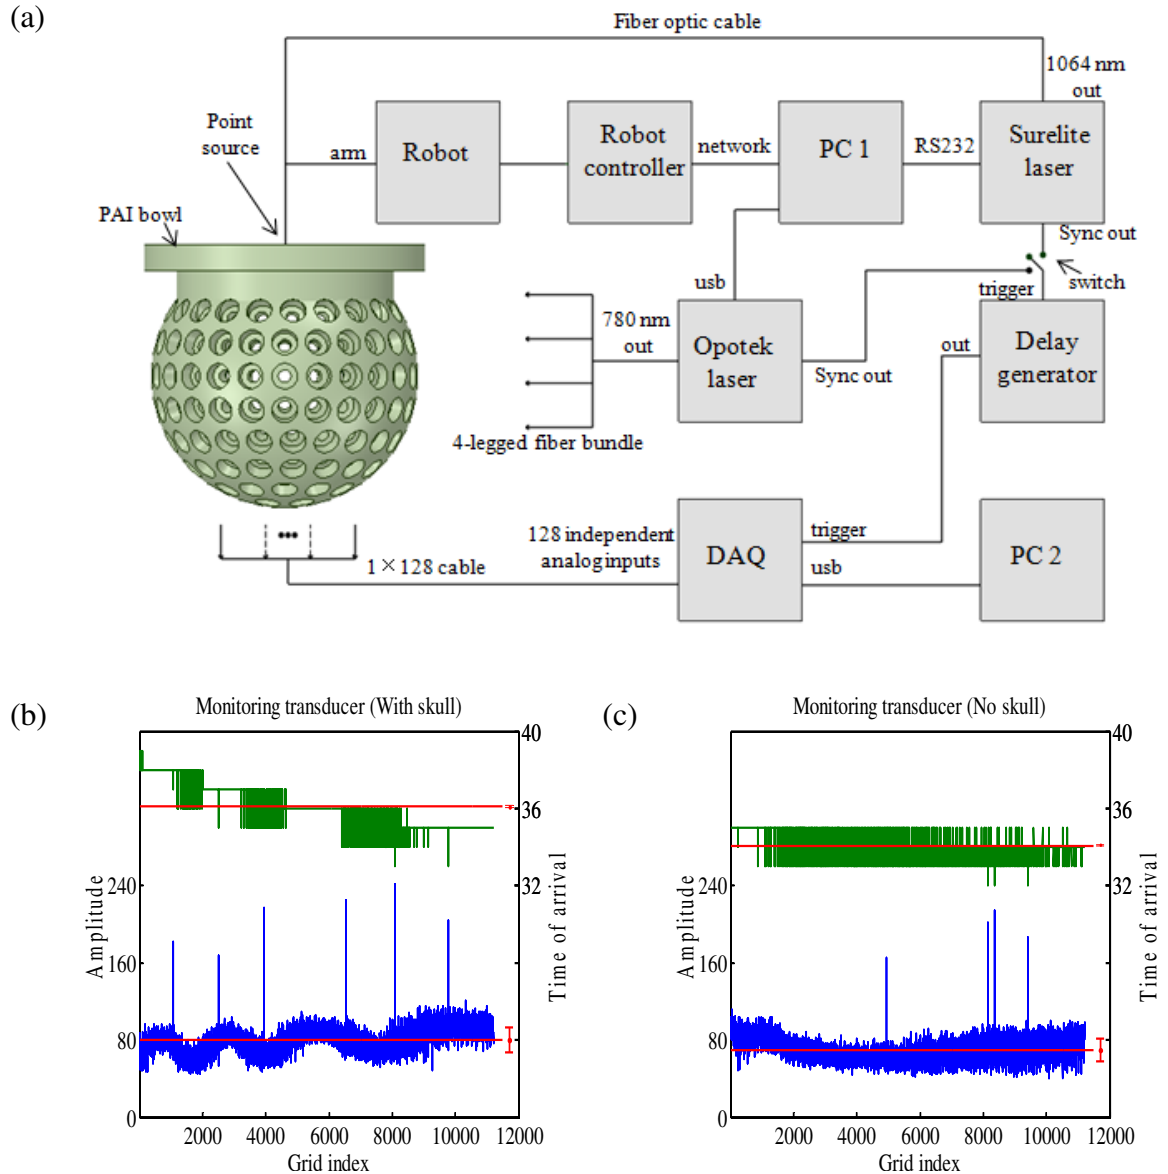 (a)
Fiber optic cable
1064 nm
out
Point
source
arm
Robot
Robot
controller
network
PC 1
RS232
Surelite
laser
PAI bowl
Sync out
switch
trigger
usb
780 nm
out
Opotek
laser
Sync out
out
Delay
generator
4-legged fiber bundle
128 independent
analog inputs
DAQ
trigger
usb
PC 2
1 × 128 cable
(b)
Monitoring transducer (With skull)
40
36
32
240
160
80
0
Amplitude
Time of arrival
2000 4000 6000 8000 10000 12000
Grid index
(c)
Monitoring transducer (No skull)
40
36
32
240
160
80
0
Amplitude
Time of arrival
2000 4000 6000 8000 10000 12000
Grid index